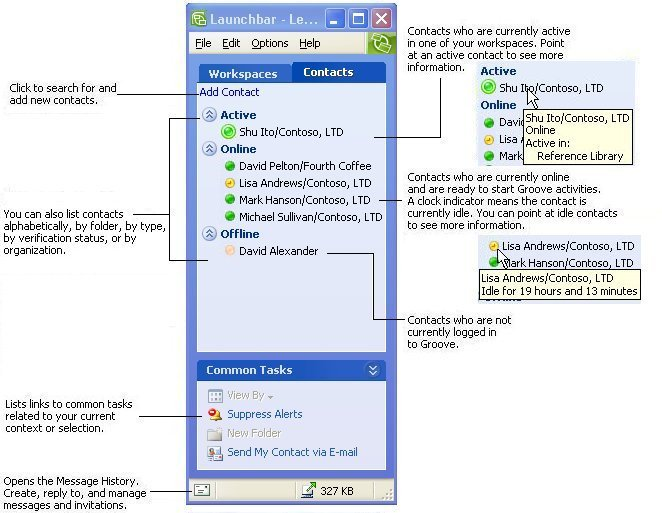 Launchbar - Le...
File Edit Options Help
Workspaces
Contacts
Add Contact
Active
Shu Ito/Contoso, LTD
Online
David Pelton/Fourth Coffee
Lisa Andrews/Contoso, LTD
Mark Hanson/Contoso, LTD
Michael Sullivan/Contoso, LTD
Offline
David Alexander
Common Tasks
View By
Suppress Alerts
New Folder
Send My Contact via E-mail
327 KB
Click to search for and
add new contacts.
You can also list contacts
alphabetically, by folder, by type,
by verification status, or by
organization.
Lists links to common tasks
related to your current
context or selection.
Opens the Message History.
Create, reply to, and manage
messages and invitations.
Contacts who are currently active
in one of your workspaces. Point
at an active contact to see more
information.
Active
Shu Ito/Contoso, LTD
Online
David
Lisa A
Mark
Shu Ito/Contoso, LTD
Online
Active in:
Reference Library
Contacts who are currently online
and are ready to start Groove activities.
A clock indicator means the contact is
currently idle. You can point at idle contacts
to see more information.
Lisa Andrews/Contoso, LTD
Mark Hanson/Contoso, LTD
Lisa Andrews/Contoso, LTD
Idle for 19 hours and 13 minutes
Contacts who are not
currently logged in
to Groove.